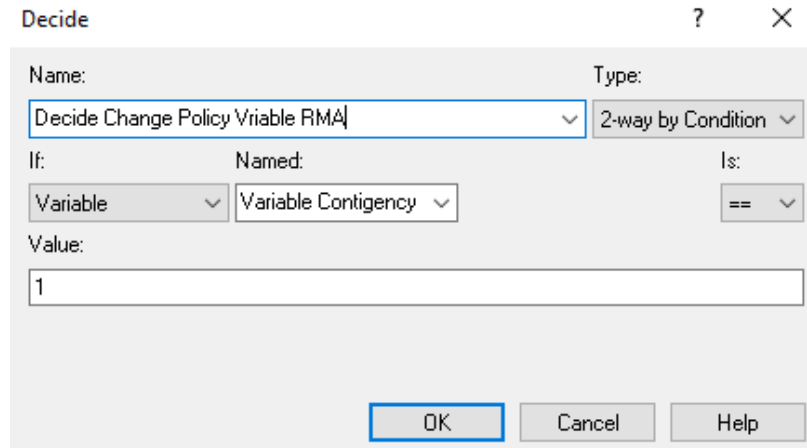 Decide ? ×
Name: Type:
Decide Change Policy Vriable RMA 2-way by Condition
If: Named: Is:
Variable Variable Contigency ==
Value:
1
OK Cancel Help